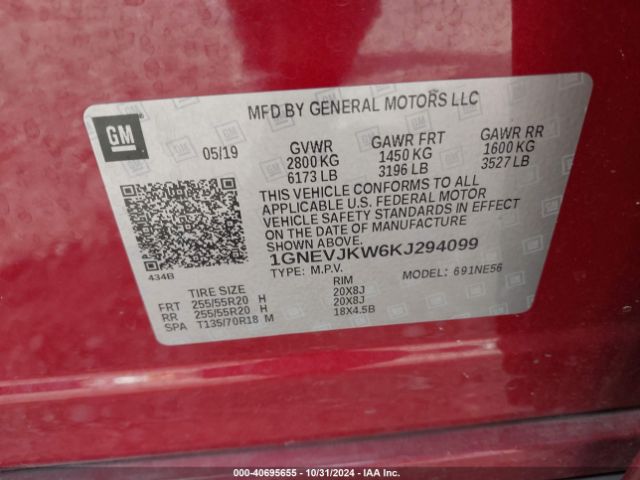 MFD BY GENERAL MOTORS LLC
GM
05/19
GVWR GAWR FRT GAWR RR
2800 KG 1450 KG 1600 KG
6173 LB 3196 LB 3527 LB
THIS VEHICLE CONFORMS TO ALL
APPLICABLE U.S. FEDERAL MOTOR
VEHICLE SAFETY STANDARDS IN EFFECT
ON THE DATE OF MANUFACTURE
SHOWN ABOVE.
1GNEVJKW6KJ294099
434B
TYPE: M.P.V. MODEL: 691NE56
TIRE SIZE RIM
FRT 255/55R20 H 20X8J
RR 255/55R20 H 20X8J
SPA T135/70R18 M 18X4.5B
000-40695655 | 10/31/2024 | IAA Inc.